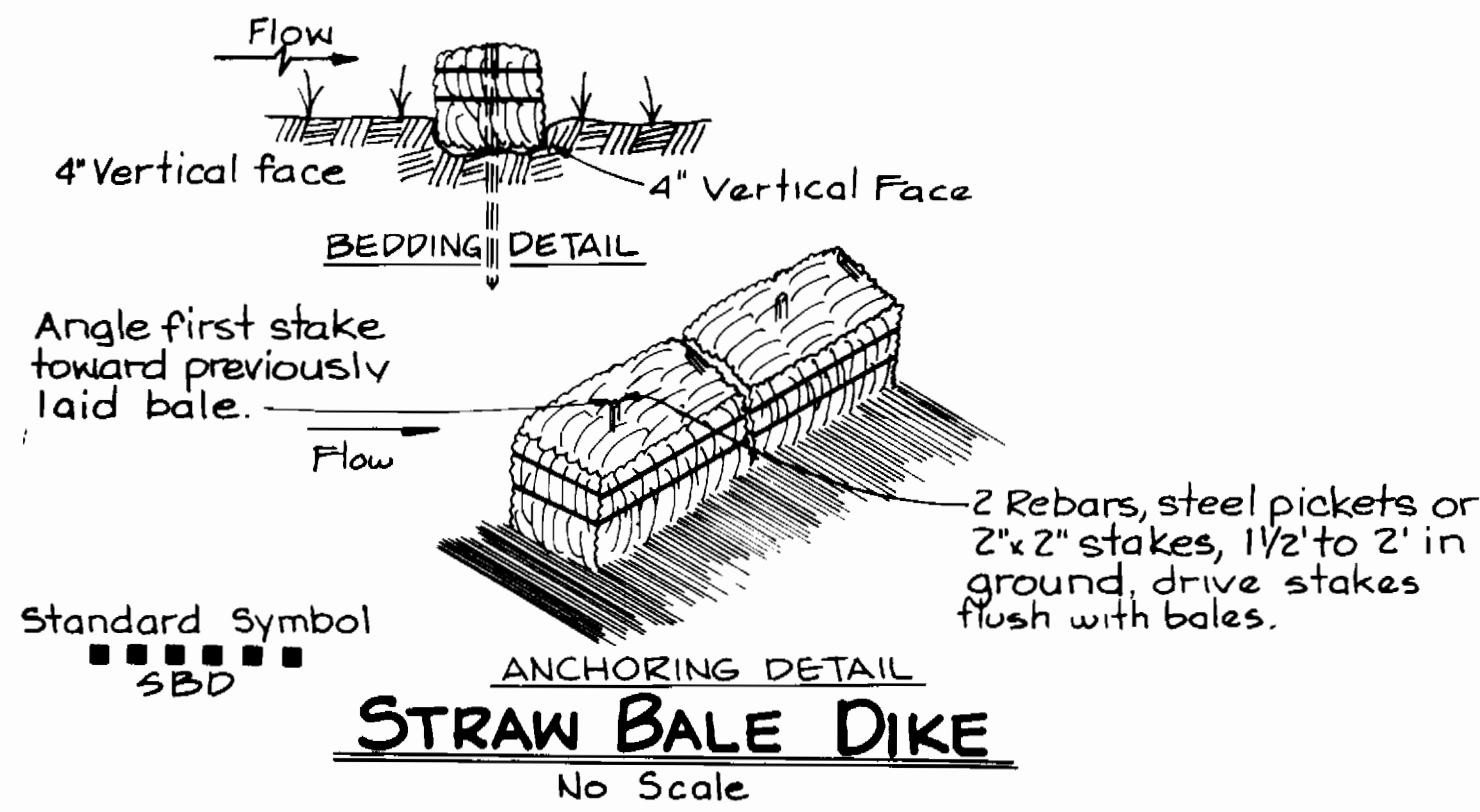 Flow
4" Vertical face
4" Vertical Face
BEDDING DETAIL
Angle first stake
toward previously
laid bale.
Flow
2 Rebars, steel pickets or
2"x 2" stakes, 1 1/2' to 2' in
ground, drive stakes
flush with bales.
Standard Symbol
SBD
ANCHORING DETAIL
STRAW BALE DIKE
No Scale